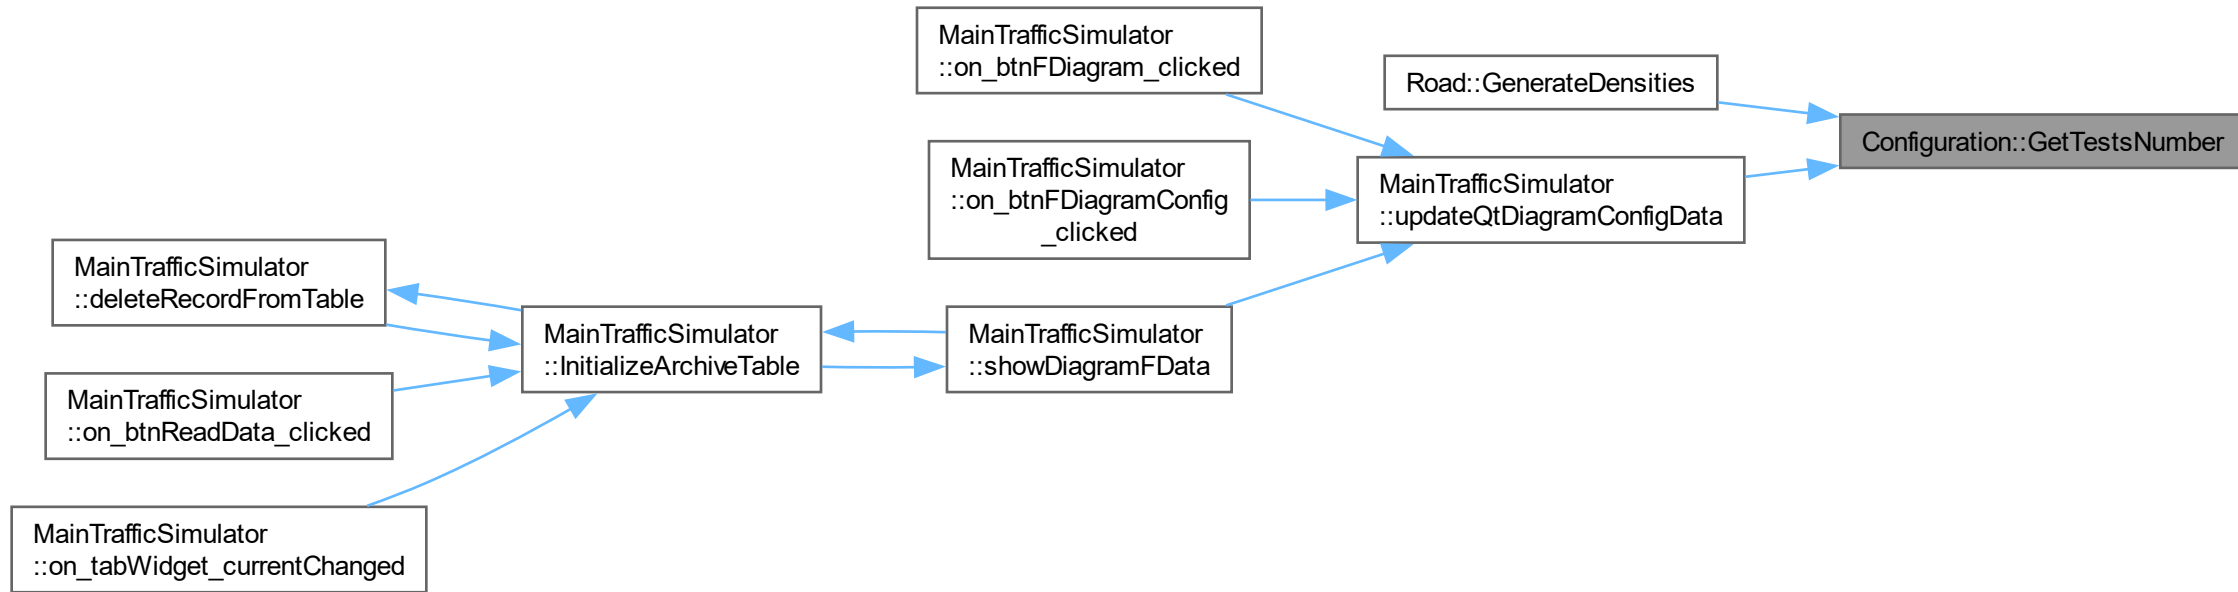 MainTrafficSimulator
::on_btnFDiagram_clicked
Road::GenerateDensities
Configuration::GetTestsNumber
MainTrafficSimulator
::on_btnFDiagramConfig
_clicked
MainTrafficSimulator
::updateQtDiagramConfigData
MainTrafficSimulator
::deleteRecordFromTable
MainTrafficSimulator
::InitializeArchiveTable
MainTrafficSimulator
::showDiagramFData
MainTrafficSimulator
::on_btnReadData_clicked
MainTrafficSimulator
::on_tabWidget_currentChanged